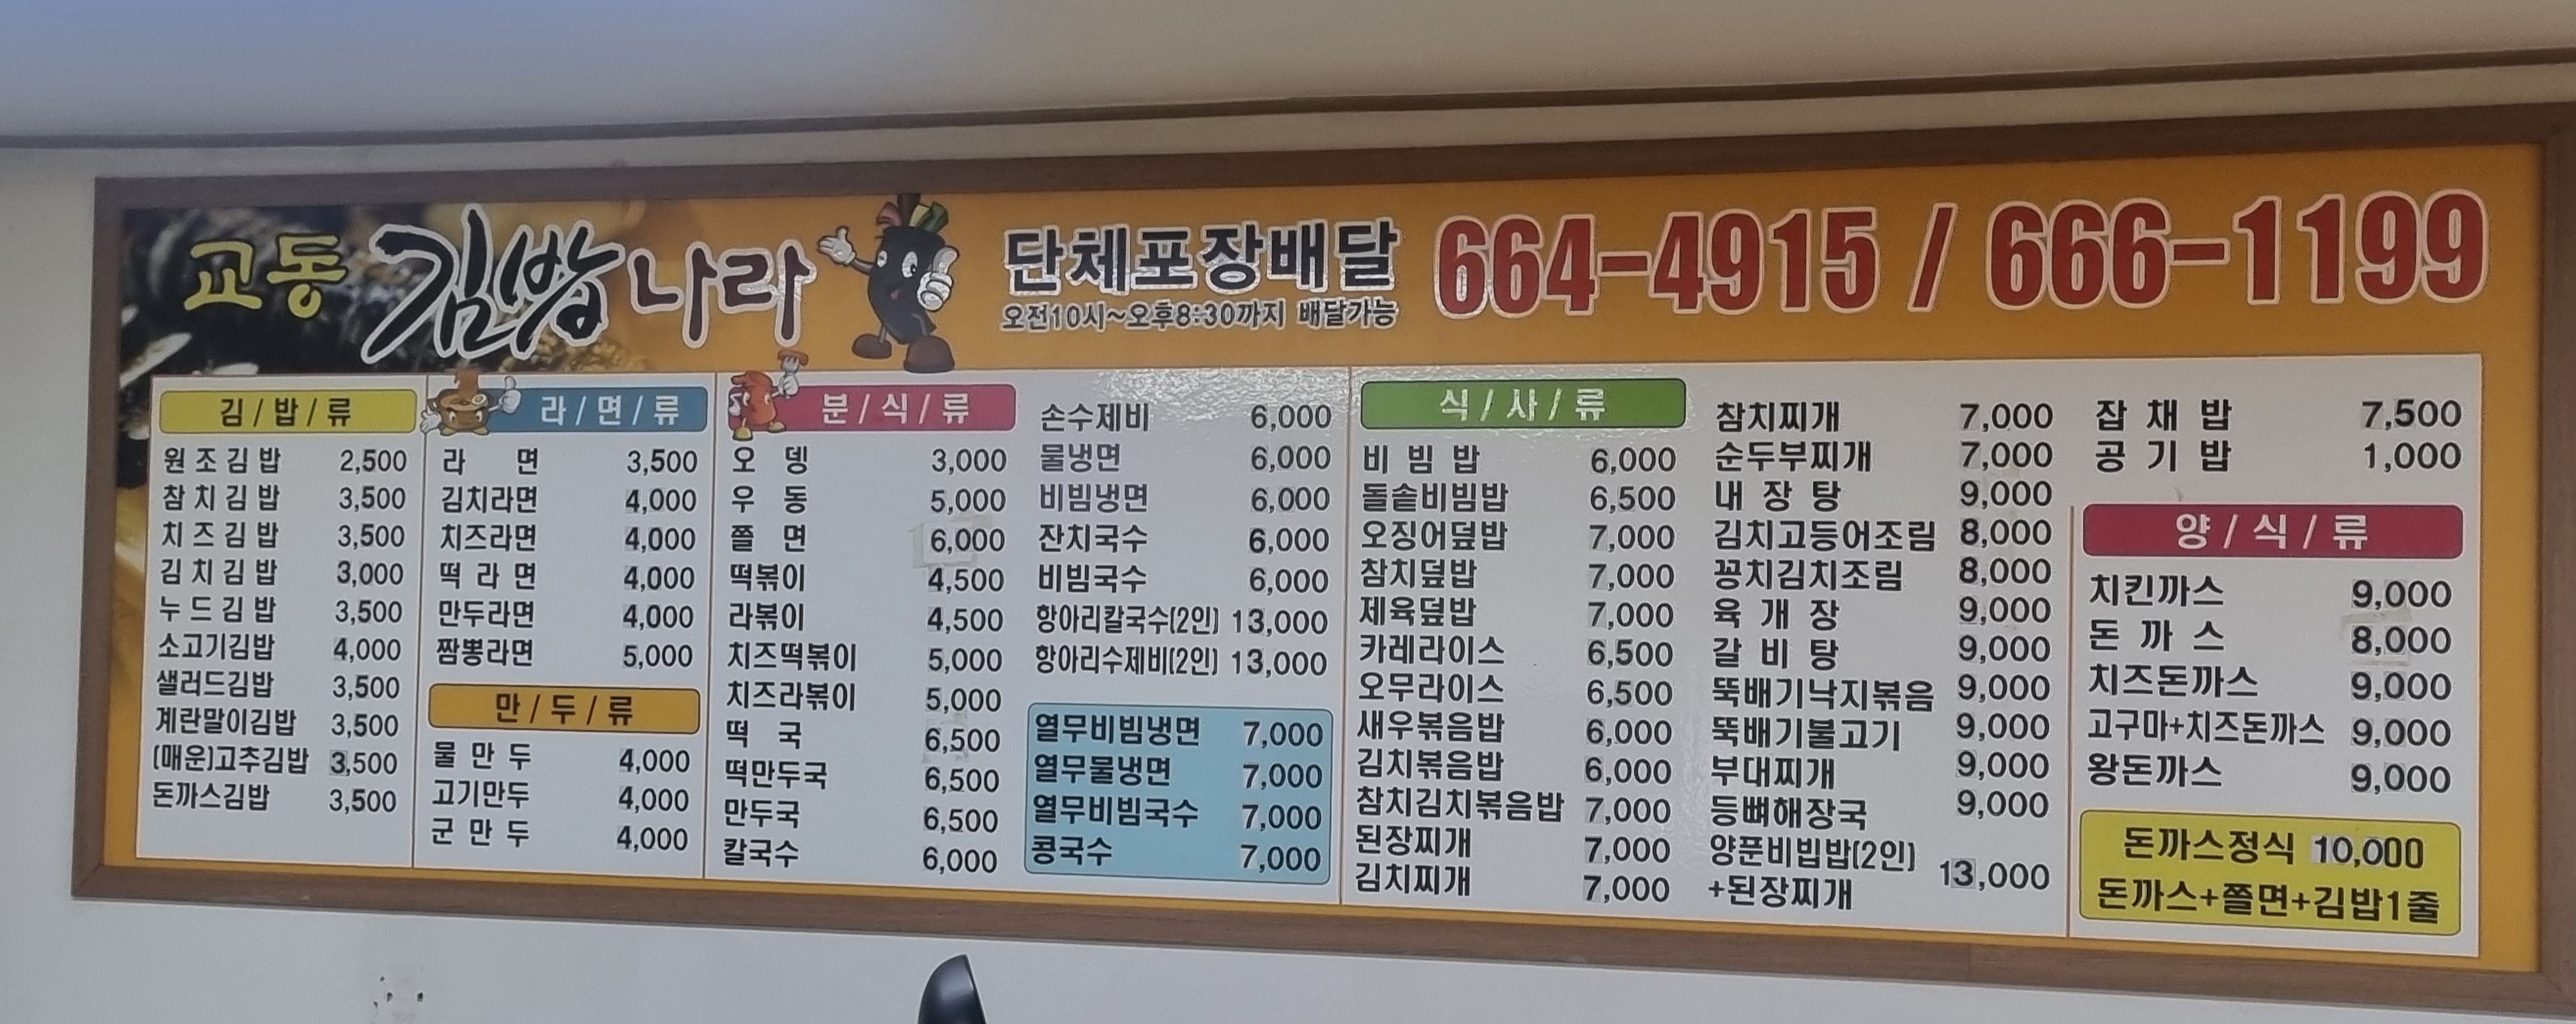 교동 김밥나라
단체포장배달 664-4915 / 666-1199
오전10시~오후8:30까지 배달가능
김/밥/류
원조김밥 2,500
참치김밥 3,500
치즈김밥 3,500
김치김밥 3,000
누드김밥 3,500
소고기김밥 4,000
샐러드김밥 3,500
계란말이김밥 3,500
(매운)고추김밥 3,500
돈까스김밥 3,500
라/면/류
라면 3,500
김치라면 4,000
치즈라면 4,000
떡라면 4,000
만두라면 4,000
짬뽕라면 5,000
만/두/류
물만두 4,000
고기만두 4,000
군만두 4,000
분/식/류
오뎅 3,000
우동 5,000
쫄면 6,000
떡볶이 4,500
라볶이 4,500
치즈떡볶이 5,000
치즈라볶이 5,000
떡국 6,500
떡만두국 6,500
만두국 6,500
칼국수 6,000
손수제비 6,000
물냉면 6,000
비빔냉면 6,000
잔치국수 6,000
비빔국수 6,000
항아리칼국수(2인) 13,000
항아리수제비(2인) 13,000
열무비빔냉면 7,000
열무물냉면 7,000
열무비빔국수 7,000
콩국수 7,000
식/사/류
비빔밥 6,000
돌솥비빔밥 6,500
오징어덮밥 7,000
참치덮밥 7,000
제육덮밥 7,000
카레라이스 6,500
오무라이스 6,500
새우볶음밥 6,000
김치볶음밥 6,000
참치김치볶음밥 7,000
된장찌개 7,000
김치찌개 7,000
참치찌개 7,000
순두부찌개 7,000
내장탕 9,000
김치고등어조림 8,000
꽁치김치조림 8,000
육개장 9,000
갈비탕 9,000
뚝배기낙지볶음 9,000
뚝배기불고기 9,000
부대찌개 9,000
등뼈해장국 9,000
양푼비빔밥(2인)
+된장찌개 13,000
잡채밥 7,500
공기밥 1,000
양/식/류
치킨까스 9,000
돈까스 8,000
치즈돈까스 9,000
고구마+치즈돈까스 9,000
왕돈까스 9,000
돈까스정식 10,000
돈까스+쫄면+김밥1줄